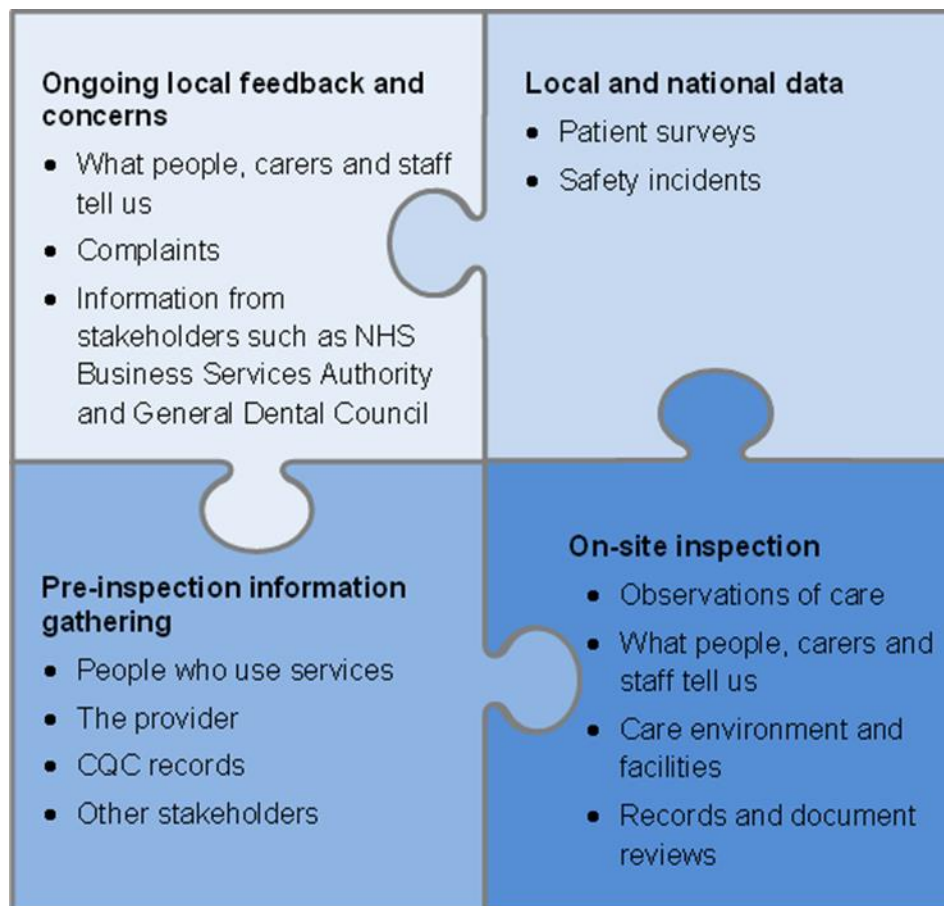 Ongoing local feedback and
concerns
• What people, carers and staff
tell us
• Complaints
• Information from
stakeholders such as NHS
Business Services Authority
and General Dental Council
Local and national data
• Patient surveys
• Safety incidents
Pre-inspection information
gathering
• People who use services
• The provider
• CQC records
• Other stakeholders
On-site inspection
• Observations of care
• What people, carers and
staff tell us
• Care environment and
facilities
• Records and document
reviews